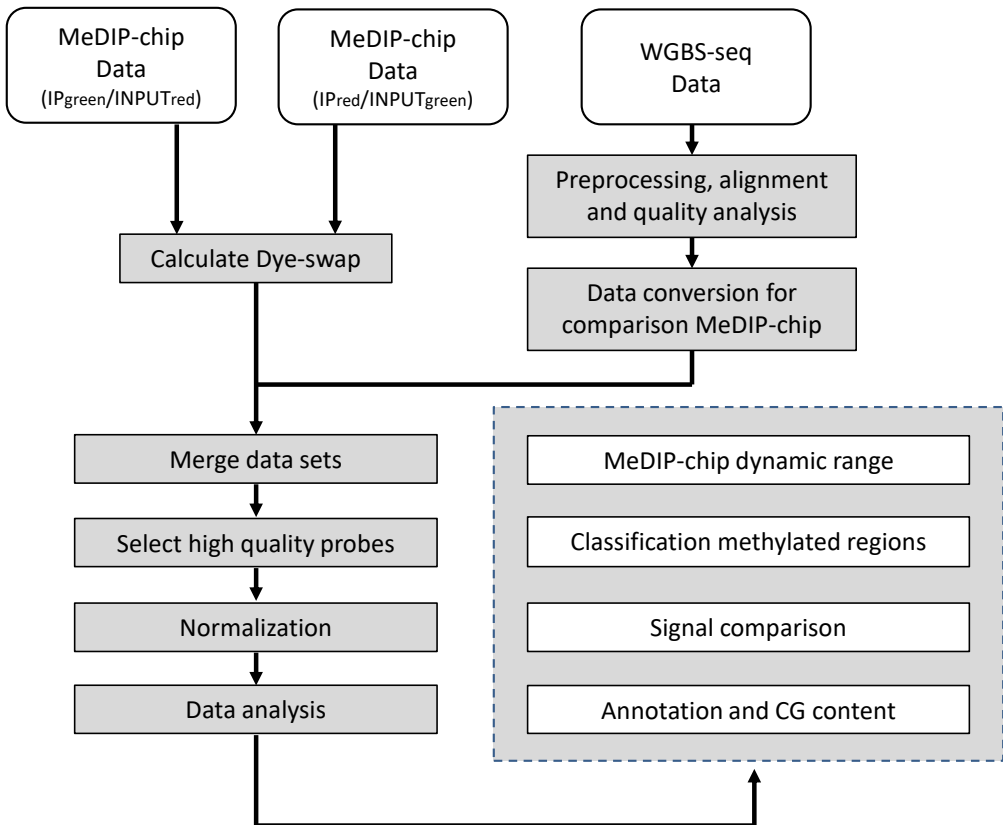 MeDIP-chip
Data
(IPgreen/INPUTred)
MeDIP-chip
Data
(IPred/INPUTgreen)
WGBS-seq
Data
Preprocessing, alignment
and quality analysis
Calculate Dye-swap
Data conversion for
comparison MeDIP-chip
Merge data sets
Select high quality probes
Normalization
Data analysis
MeDIP-chip dynamic range
Classification methylated regions
Signal comparison
Annotation and CG content